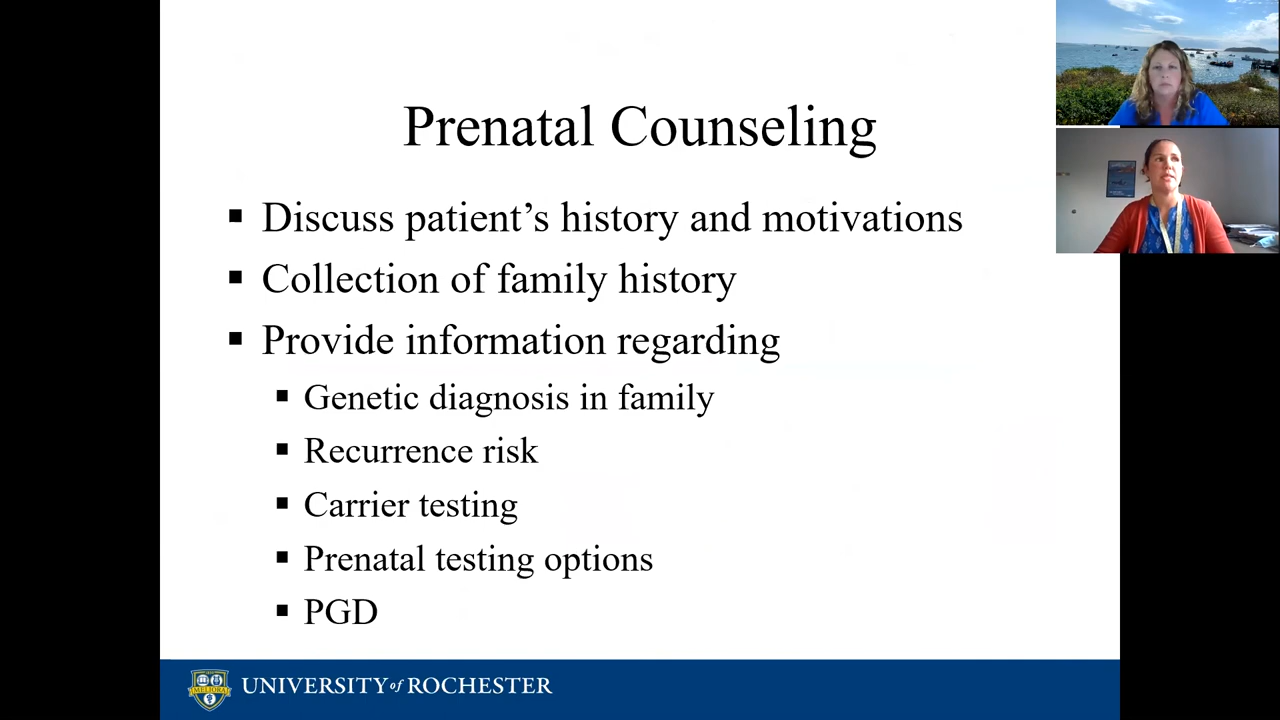 Prenatal Counseling
▪ Discuss patient’s history and motivations
▪ Collection of family history
▪ Provide information regarding
▪ Genetic diagnosis in family
▪ Recurrence risk
▪ Carrier testing
▪ Prenatal testing options
▪ PGD
MELIORA
UNIVERSITY of ROCHESTER